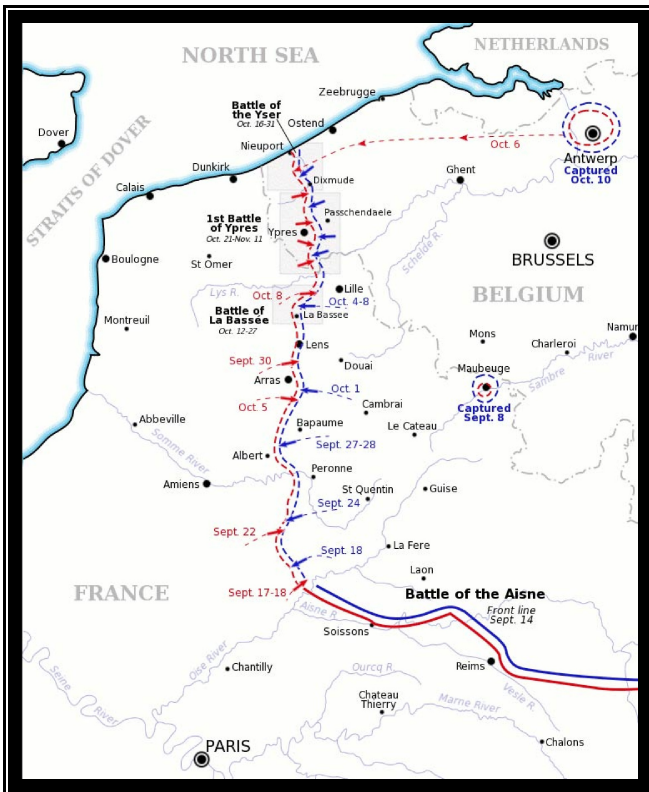 NORTH SEA
NETHERLANDS
Zeebrugge
Battle of
the Yser
Oct. 16-31
Ostend
Dover
Nieuport
Oct. 6
Antwerp
Captured
Oct. 10
STRAITS OF DOVER
Dunkirk
Dixmude
Ghent
Calais
1st Battle
of Ypres
Oct. 21-Nov. 11
Passchendaele
Ypres
Schelde R.
BRUSSELS
Boulogne
St Omer
Lys R.
Oct. 8
Lille
Oct. 4-8
BELGIUM
Battle of
La Bassée
Oct. 12-27
La Bassee
Montreuil
Mons
Namur
Charleroi
Lens
Sept. 30
Douai
Maubeuge
Sambre
River
Arras
Oct. 1
Oct. 5
Captured
Sept. 8
Cambrai
Abbeville
Bapaume
Le Cateau
Somme River
Sept. 27-28
Albert
Peronne
Amiens
St Quentin
Guise
Sept. 24
Sept. 22
Sept. 18
La Fere
Laon
FRANCE
Sept. 17-18
Battle of the Aisne
Front line
Sept. 14
Aisne R.
Soissons
Oise River
Chantilly
Ourcq R.
Reims
Seine
River
Chateau
Thierry
Marne River
Vesle R.
PARIS
Chalons